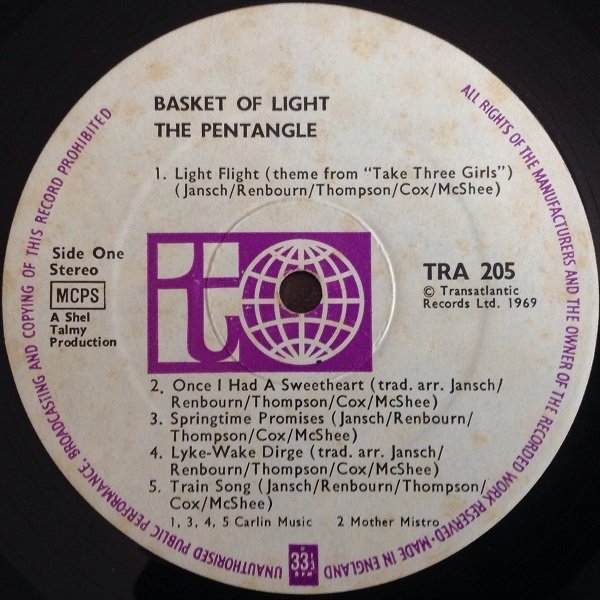 BASKET OF LIGHT
THE PENTANGLE
1. Light Flight (theme from "Take Three Girls")
(Jansch/Renbourn/Thompson/Cox/McShee)
Side One
Stereo
MCPS
A Shel
Talmy
Production
t
TRA 205
© Transatlantic
Records Ltd. 1969
2. Once I Had A Sweetheart (trad. arr. Jansch/
Renbourn/Thompson/Cox/McShee)
3. Springtime Promises (Jansch/Renbourn/
Thompson/Cox/McShee)
4. Lyke-Wake Dirge (trad. arr. Jansch/
Renbourn/Thompson/Cox/McShee)
5. Train Song (Jansch/Renbourn/Thompson/
Cox/McShee)
1, 3, 4, 5 Carlin Music 2 Mother Mistro
ALL RIGHTS OF THE MANUFACTURERS AND THE OWNER OF THE RECORDED WORK RESERVED·MADE IN ENGLAND
33⅓
RPM
UNAUTHORISED PUBLIC PERFORMANCE, BROADCASTING AND COPYING OF THIS RECORD PROHIBITED